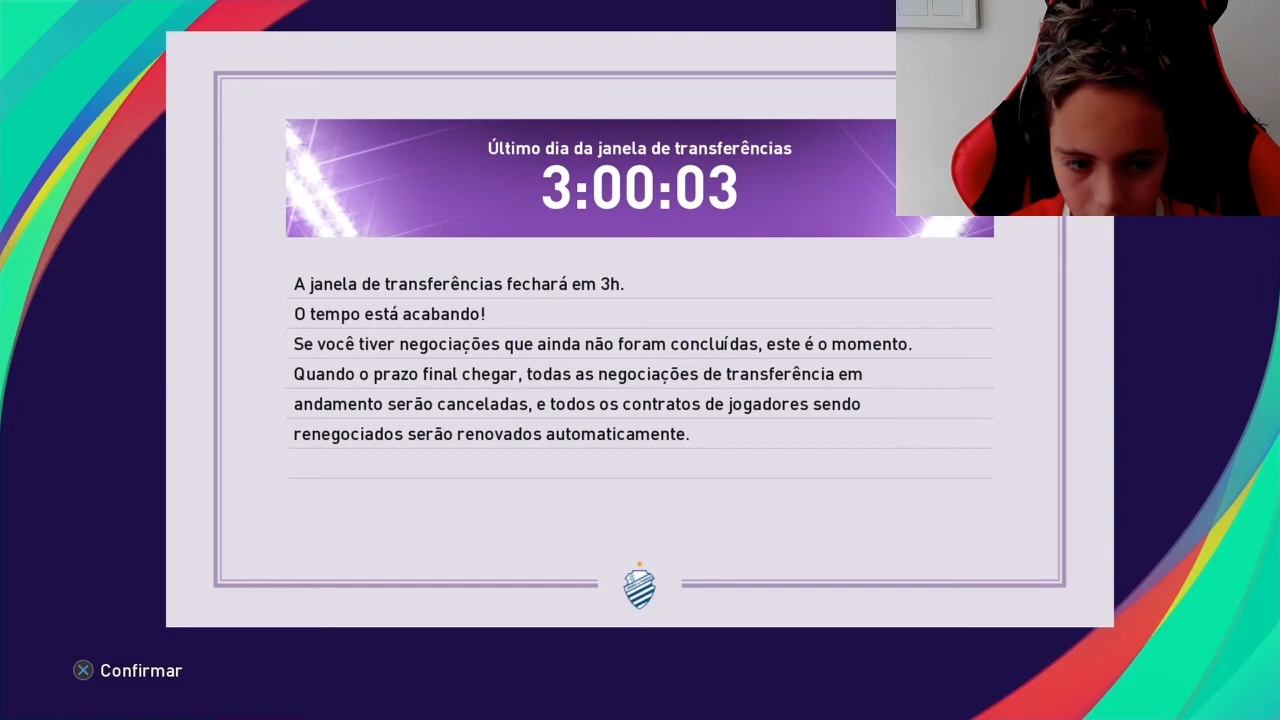 Último dia da janela de transferências
3:00:03
A janela de transferências fechará em 3h.
O tempo está acabando!
Se você tiver negociações que ainda não foram concluídas, este é o momento.
Quando o prazo final chegar, todas as negociações de transferência em
andamento serão canceladas, e todos os contratos de jogadores sendo
renegociados serão renovados automaticamente.
Confirmar